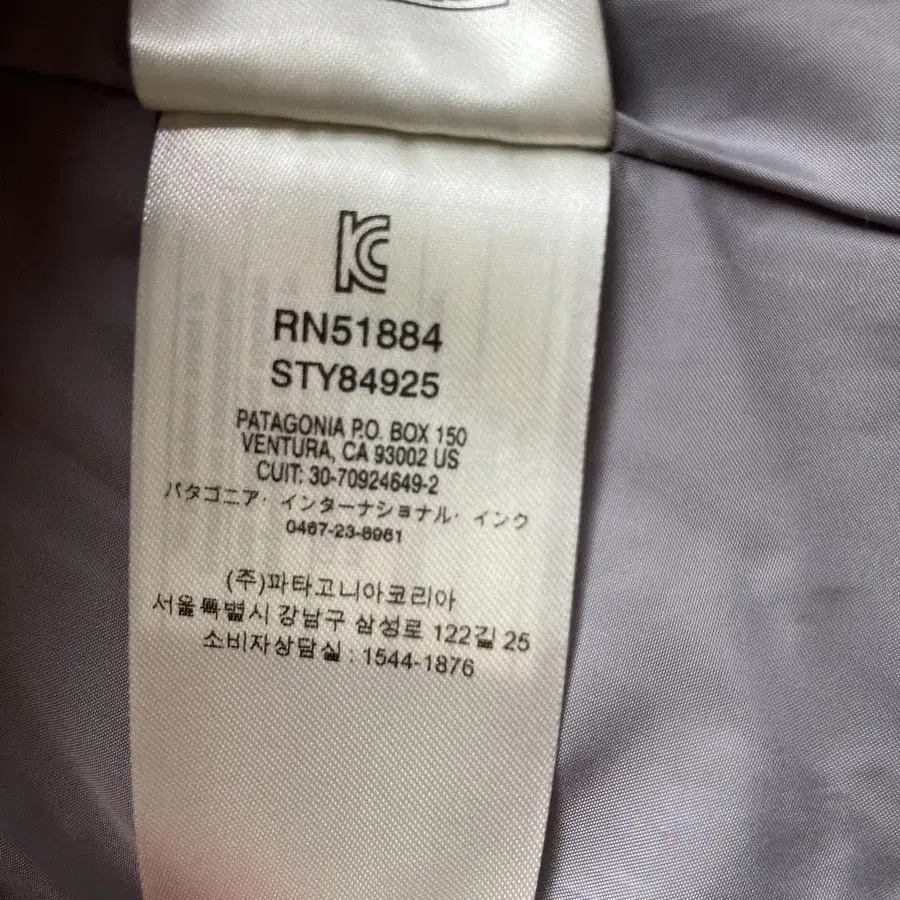 KC
RN51884
STY84925
PATAGONIA P.O. BOX 150
VENTURA, CA 93002 US
CUIT: 30-70924649-2
パタゴニア・インターナショナル・インク
0467-23-8961
(주)파타고니아코리아
서울특별시 강남구 삼성로 122길 25
소비자상담실 : 1544-1876